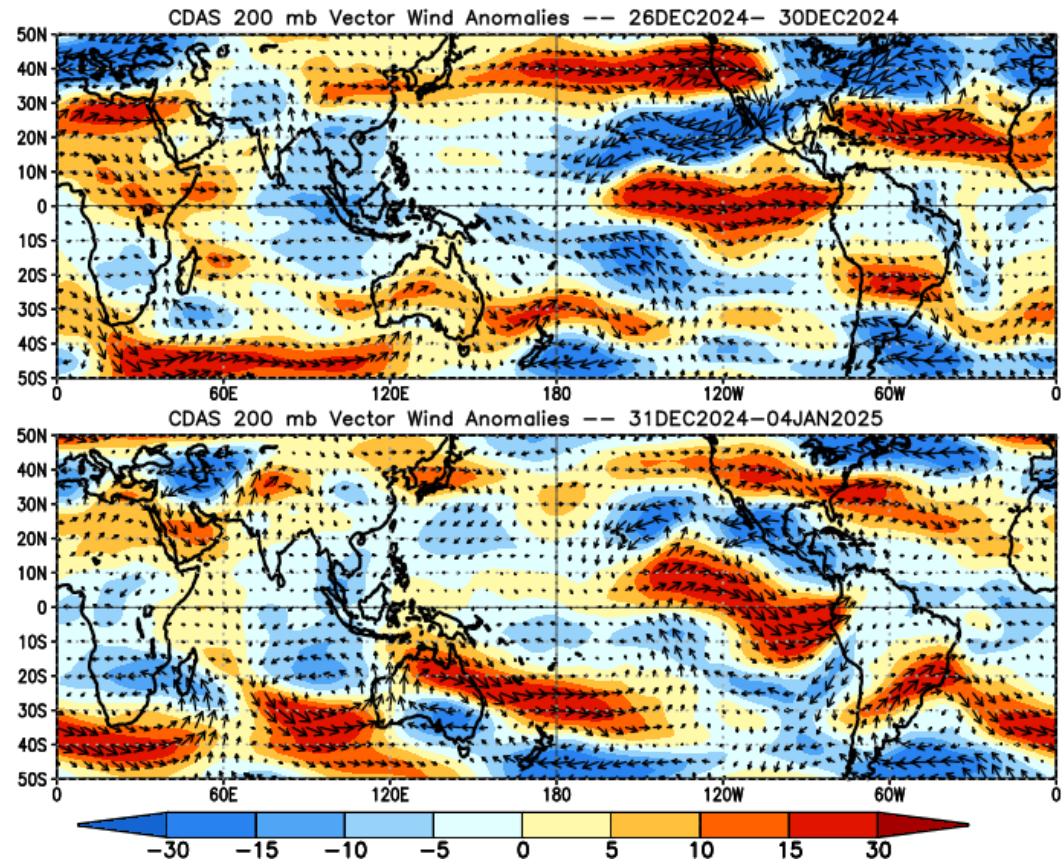 CDAS 200 mb Vector Wind Anomalies -- 26DEC2024- 30DEC2024
50N
40N
30N
20N
10N
0
10S
20S
30S
40S
50S
0 60E 120E 180 120W 60W 0
CDAS 200 mb Vector Wind Anomalies -- 31DEC2024-04JAN2025
50N
40N
30N
20N
10N
0
10S
20S
30S
40S
50S
0 60E 120E 180 120W 60W 0
-30 -15 -10 -5 0 5 10 15 30